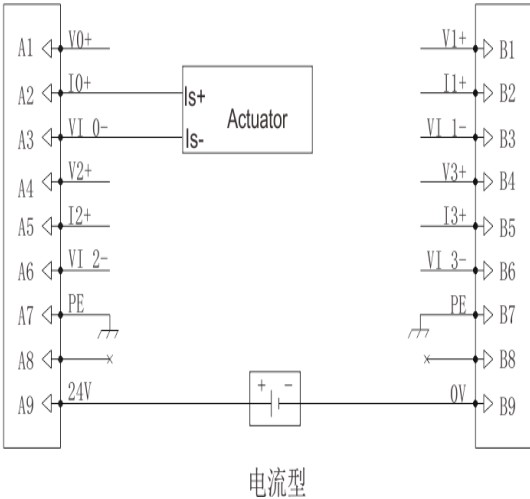 A1 V0+ V1+ B1
A2 I0+ Is+ I1+ B2
Actuator
A3 VI 0- Is- VI 1- B3
A4 V2+ V3+ B4
A5 I2+ I3+ B5
A6 VI 2- VI 3- B6
A7 PE PE B7
A8 B8
A9 24V + - 0V B9
电流型